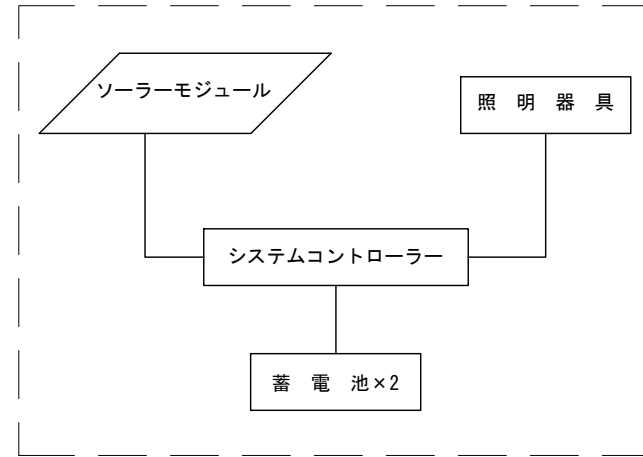 ソーラーモジュール
照　明　器　具
システムコントローラー
蓄　電　池×2